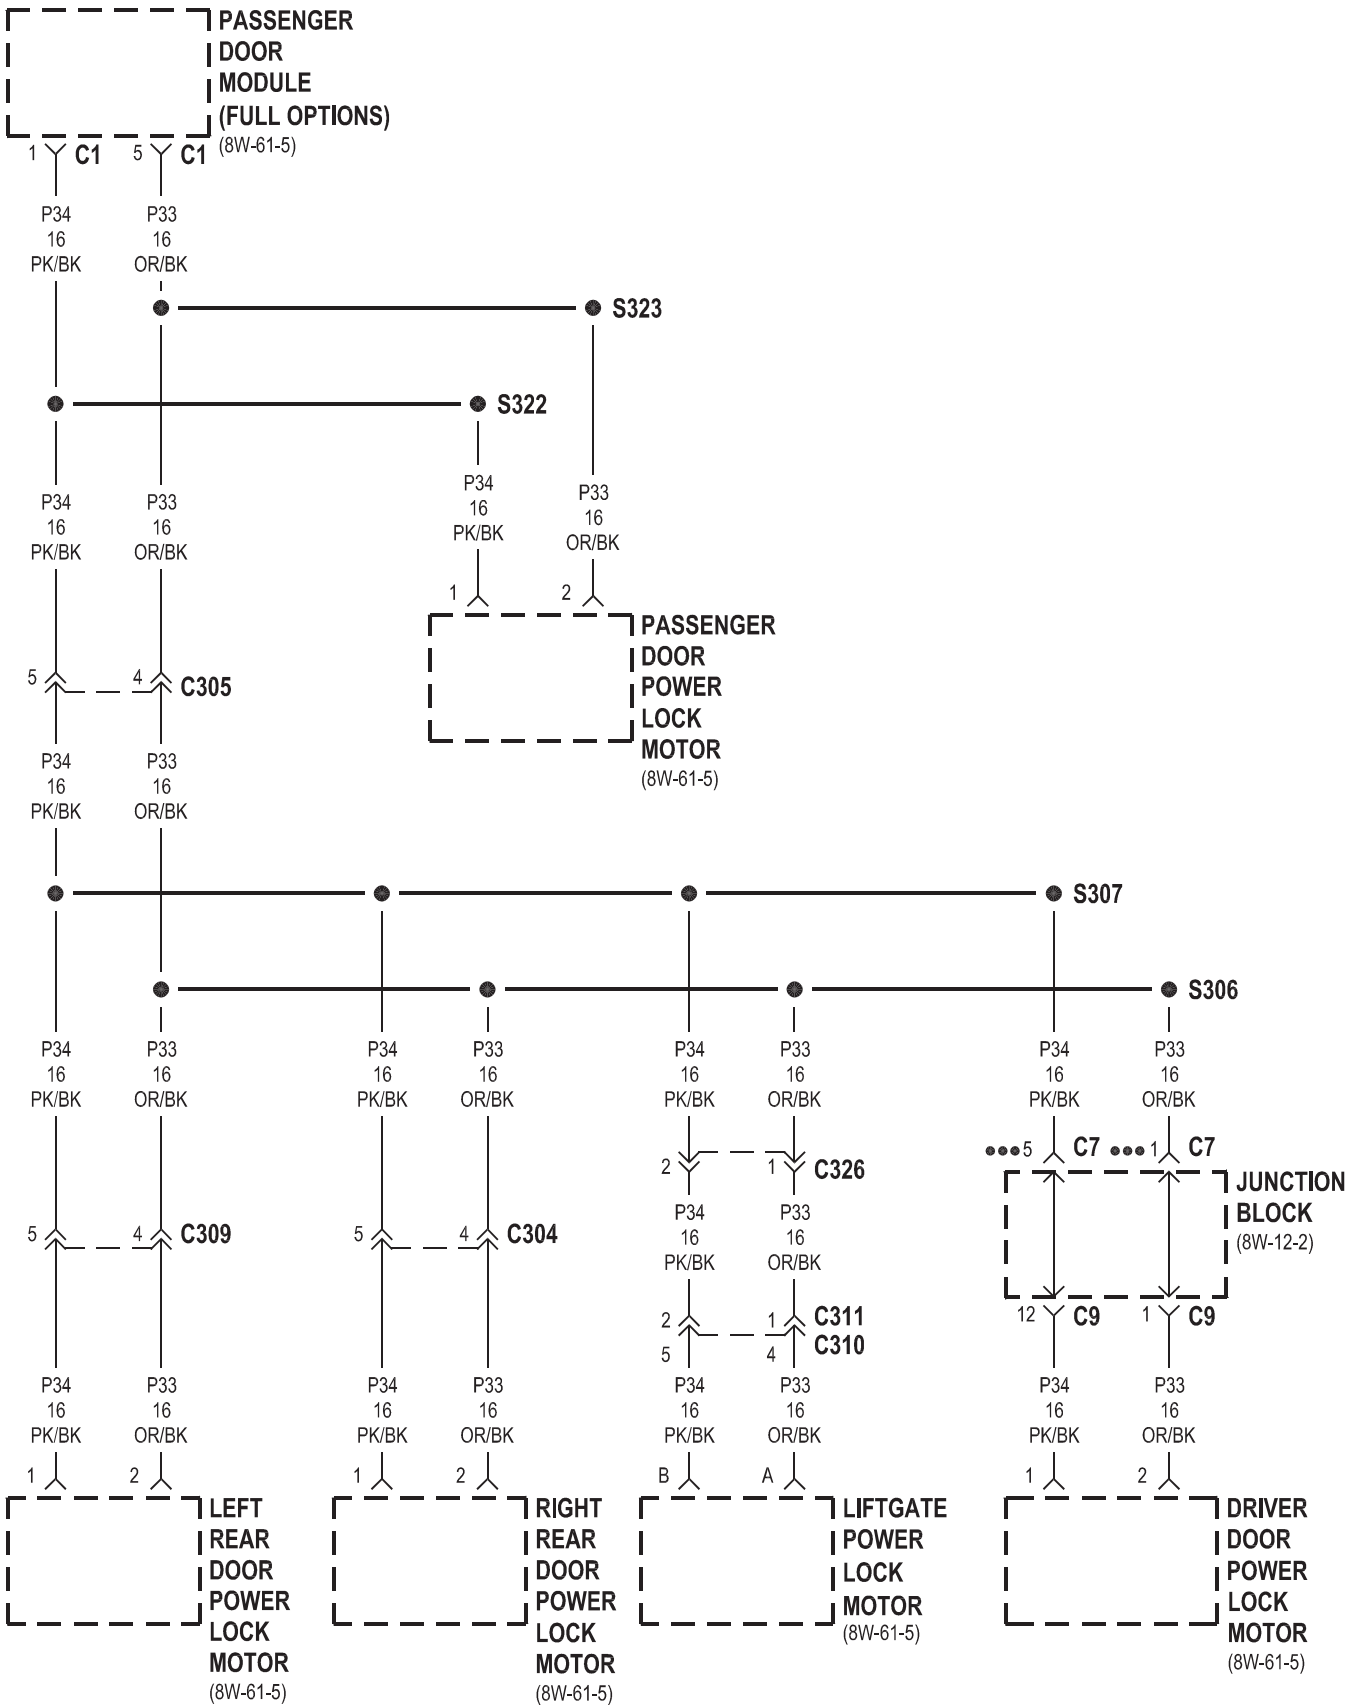 PASSENGER
DOOR
MODULE
(FULL OPTIONS)
(8W-61-5)
1 C1 5 C1
P34 P33
16 16
PK/BK OR/BK
S323
S322
P34 P33
16 16
PK/BK OR/BK
P34 P33
16 16
PK/BK OR/BK
1 2
PASSENGER
DOOR
POWER
LOCK
MOTOR
(8W-61-5)
5 4 C305
P34 P33
16 16
PK/BK OR/BK
S307
S306
P34 P33 P34 P33 P34 P33 P34 P33
16 16 16 16 16 16 16 16
PK/BK OR/BK PK/BK OR/BK PK/BK OR/BK PK/BK OR/BK
5 C7 1 C7
2 1 C326
JUNCTION
BLOCK
(8W-12-2)
P34 P33
16 16
PK/BK OR/BK
5 4 C309 5 4 C304
2 1 C311
5 4 C310
12 C9 1 C9
P34 P33 P34 P33 P34 P33 P34 P33
16 16 16 16 16 16 16 16
PK/BK OR/BK PK/BK OR/BK PK/BK OR/BK PK/BK OR/BK
1 2 1 2 B A 1 2
LEFT
REAR
DOOR
POWER
LOCK
MOTOR
(8W-61-5)
RIGHT
REAR
DOOR
POWER
LOCK
MOTOR
(8W-61-5)
LIFTGATE
POWER
LOCK
MOTOR
(8W-61-5)
DRIVER
DOOR
POWER
LOCK
MOTOR
(8W-61-5)